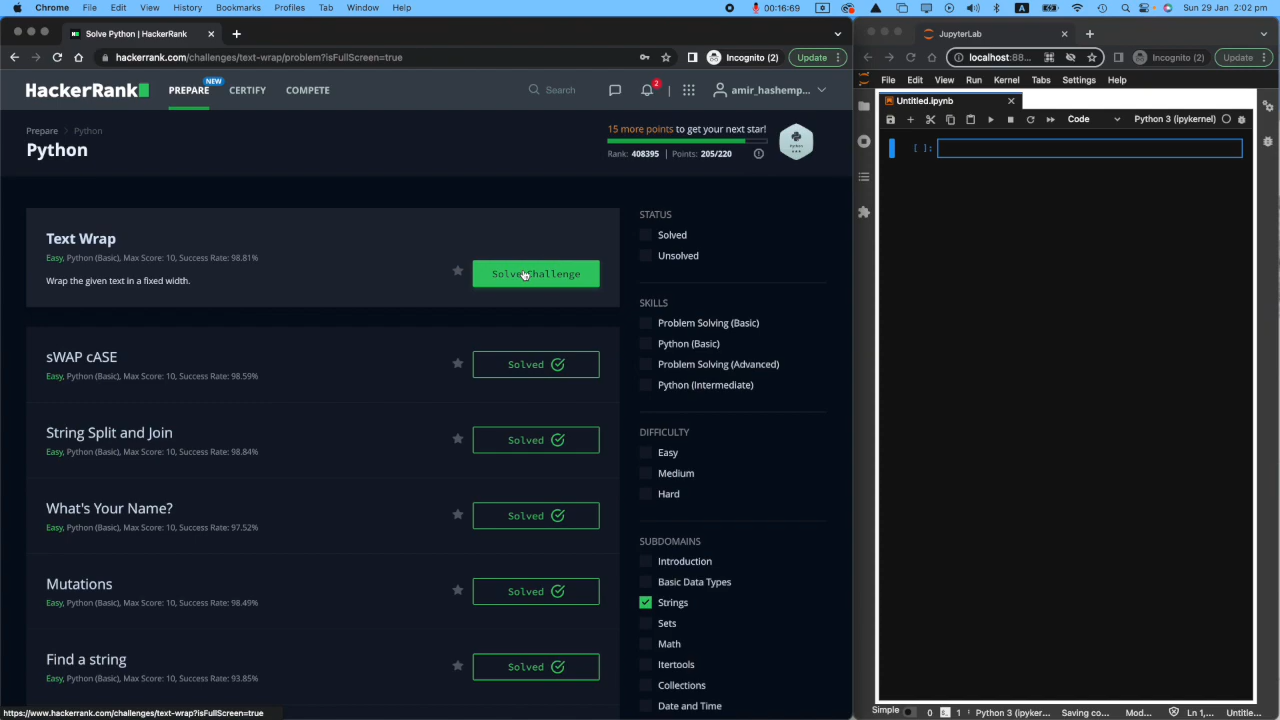 Chrome File Edit View History Bookmarks Profiles Tab Window Help 00:16:69 A Sun 29 Jan 2:02 pm
Solve Python | HackerRank
hackerrank.com/challenges/text-wrap/problem?isFullScreen=true Incognito (2) Update
HackerRank PREPARE NEW CERTIFY COMPETE Search 2 amir_hashemp...
Prepare Python
Python
15 more points to get your next star!
Rank: 408395 | Points: 205/220
Python
Text Wrap
Easy, Python (Basic), Max Score: 10, Success Rate: 98.81%
Wrap the given text in a fixed width.
Solve Challenge
sWAP cASE
Easy, Python (Basic), Max Score: 10, Success Rate: 98.59%
Solved
String Split and Join
Easy, Python (Basic), Max Score: 10, Success Rate: 98.84%
Solved
What's Your Name?
Easy, Python (Basic), Max Score: 10, Success Rate: 97.52%
Solved
Mutations
Easy, Python (Basic), Max Score: 10, Success Rate: 98.49%
Solved
Find a string
Easy, Python (Basic), Max Score: 10, Success Rate: 93.85%
Solved
STATUS
Solved
Unsolved
SKILLS
Problem Solving (Basic)
Python (Basic)
Problem Solving (Advanced)
Python (Intermediate)
DIFFICULTY
Easy
Medium
Hard
SUBDOMAINS
Introduction
Basic Data Types
Strings
Sets
Math
Itertools
Collections
Date and Time
https://www.hackerrank.com/challenges/text-wrap?isFullScreen=true
JupyterLab
localhost:88... Incognito (2) Update
File Edit View Run Kernel Tabs Settings Help
Untitled.ipynb
Code Python 3 (ipykernel)
[ ]:
Simple 0 1 Python 3 (ipykernel) | Saving co... Mod... Ln 1,... Untitle...